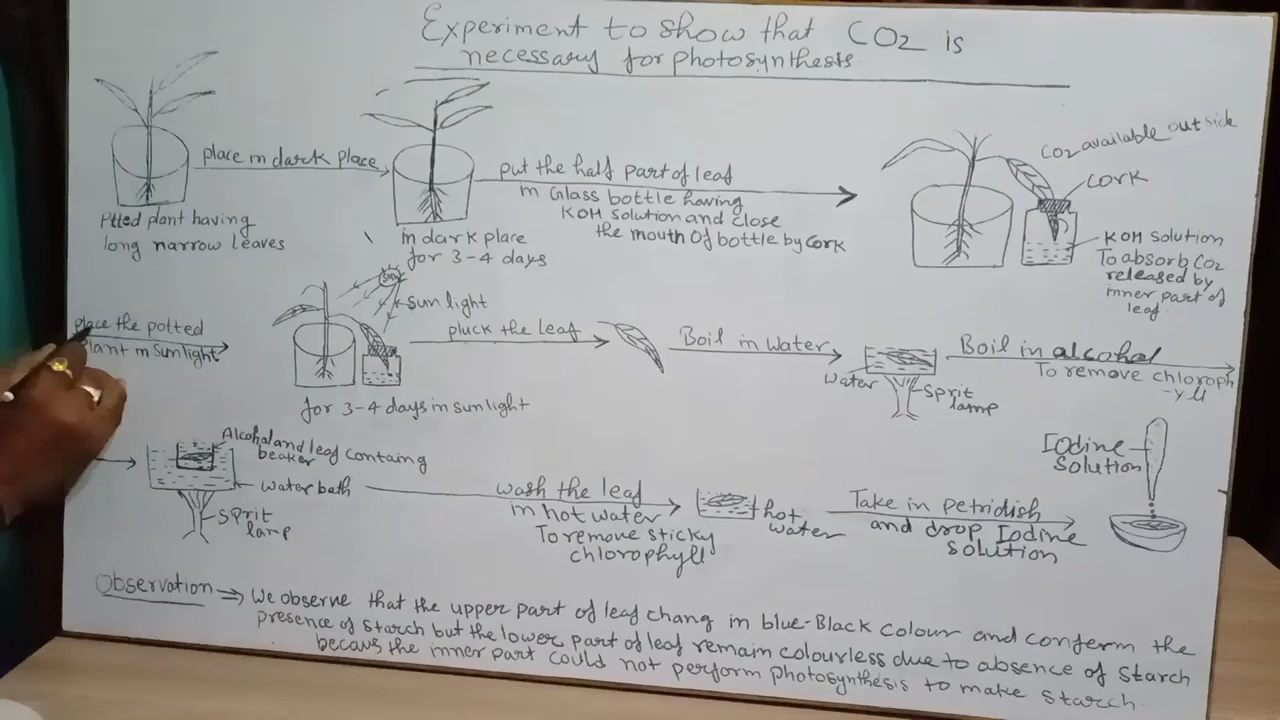 Experiment to show that CO2 is
necessary for photosynthesis
place in dark place
Ptted plant having
long narrow leaves
In dark place
for 3-4 days
put the half part of leaf
in Glass bottle having
KOH solution and close
the mouth of bottle by cork
CO2 available out side
CORK
KOH solution
To absorb CO2
released by
inner part of
leaf
place the potted
plant in sunlight
Sun
sun light
for 3-4 days in sun light
pluck the leaf
Boil in water
water
sprit
lamp
Boil in alcohol
To remove chloroph
-yll
Alcohal and leaf containg
beaker
water bath
sprit
lamp
wash the leaf
in hot water
To remove sticky
chlorophyll
hot
water
Take in petridish
and drop Iodine
solution
Iodine
Solution
Observation ⇒ We observe that the upper part of leaf chang in blue-Black colour and conferm the
presence of starch but the lower part of leaf remain colourless due to absence of starch
becaus the inner part could not perform photosynthesis to make starch